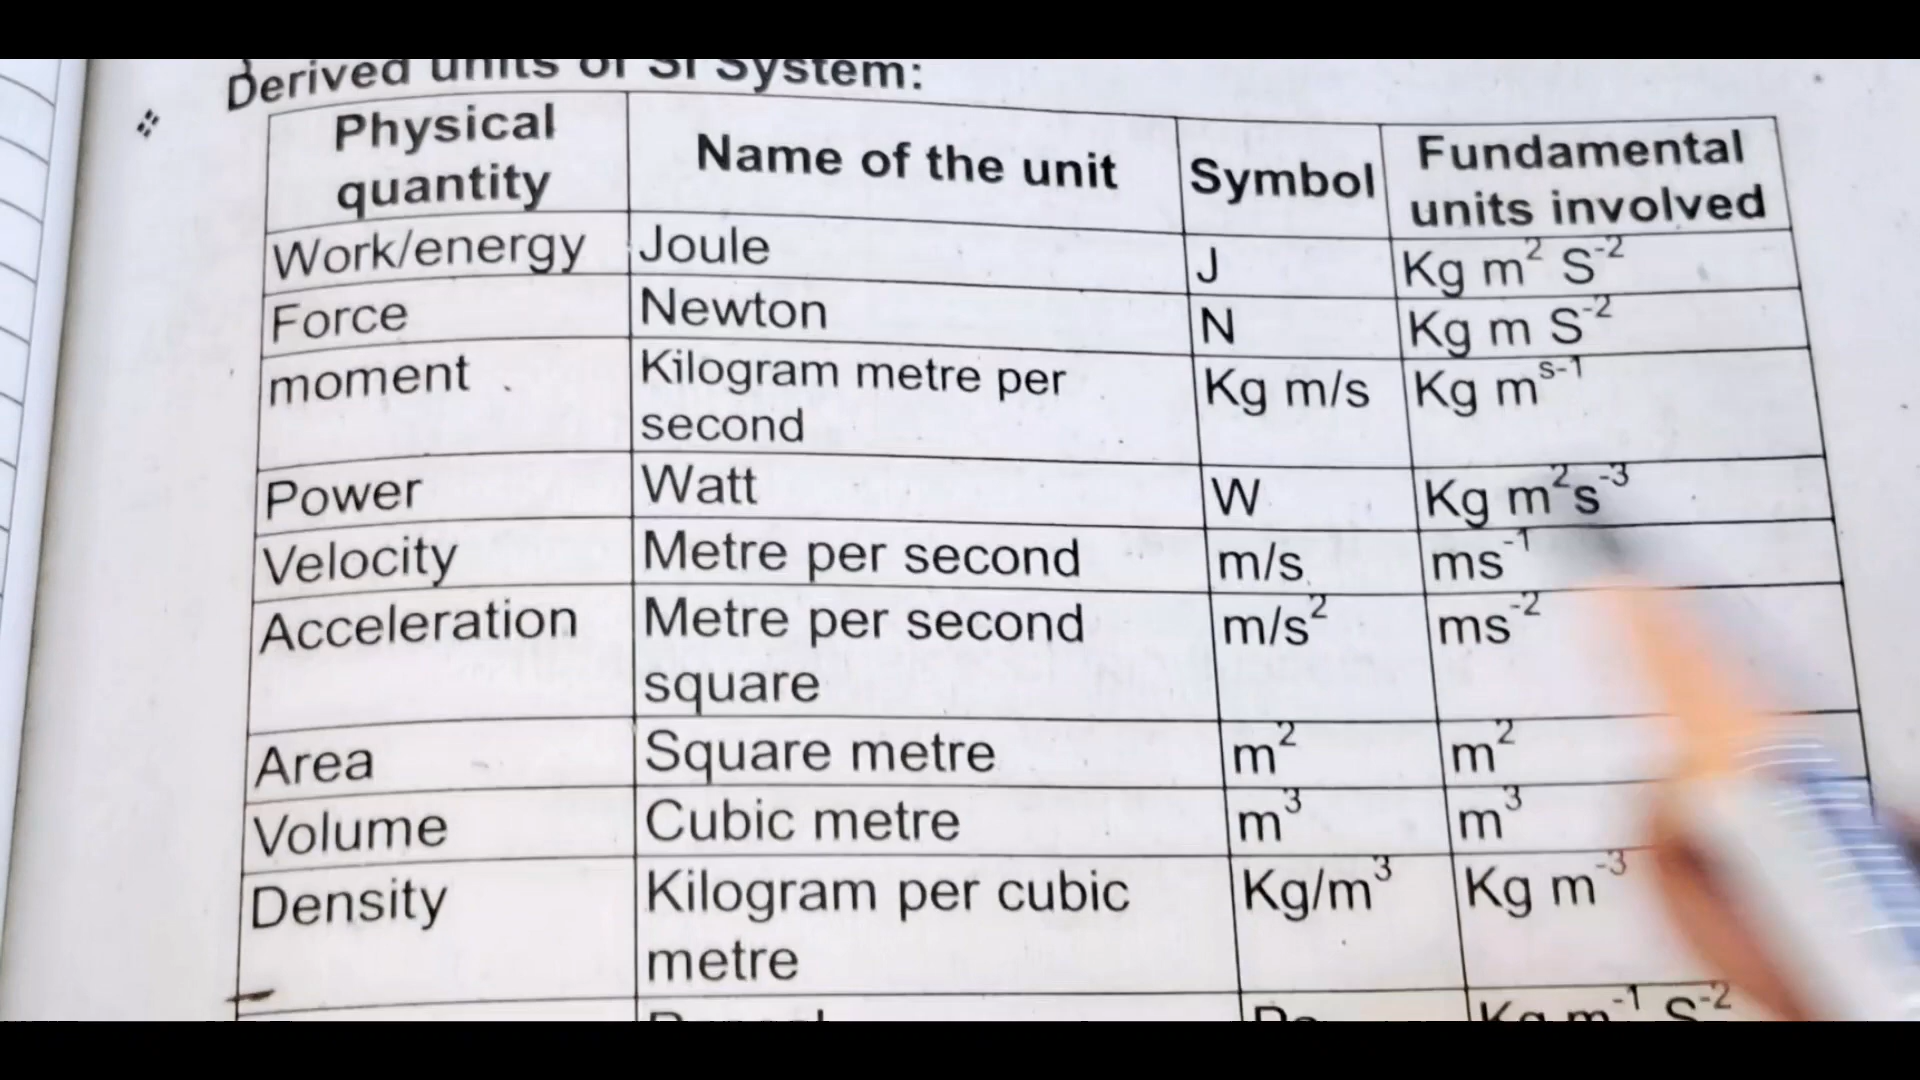 Derived units of SI System:
Physical quantity | Name of the unit | Symbol | Fundamental units involved
Work/energy | Joule | J | Kg m² S⁻²
Force | Newton | N | Kg m S⁻²
moment | Kilogram metre per second | Kg m/s | Kg mˢ⁻¹
Power | Watt | W | Kg m²s⁻³
Velocity | Metre per second | m/s | ms⁻¹
Acceleration | Metre per second square | m/s² | ms⁻²
Area | Square metre | m² | m²
Volume | Cubic metre | m³ | m³
Density | Kilogram per cubic metre | Kg/m³ | Kg m⁻³
Kg m⁻¹ S⁻²